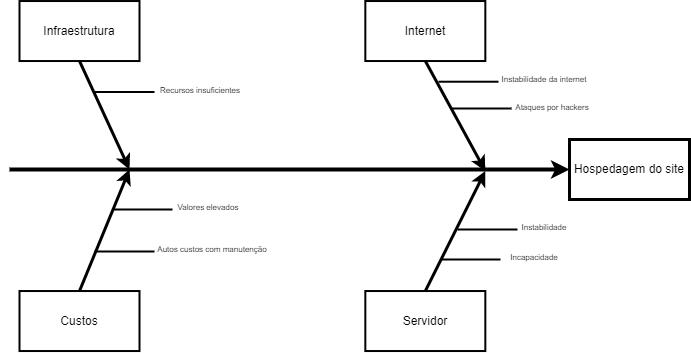 Infraestrutura
Internet
Recursos insuficientes
Instabilidade da internet
Ataques por hackers
Hospedagem do site
Valores elevados
Autos custos com manutenção
Instabilidade
Incapacidade
Custos
Servidor